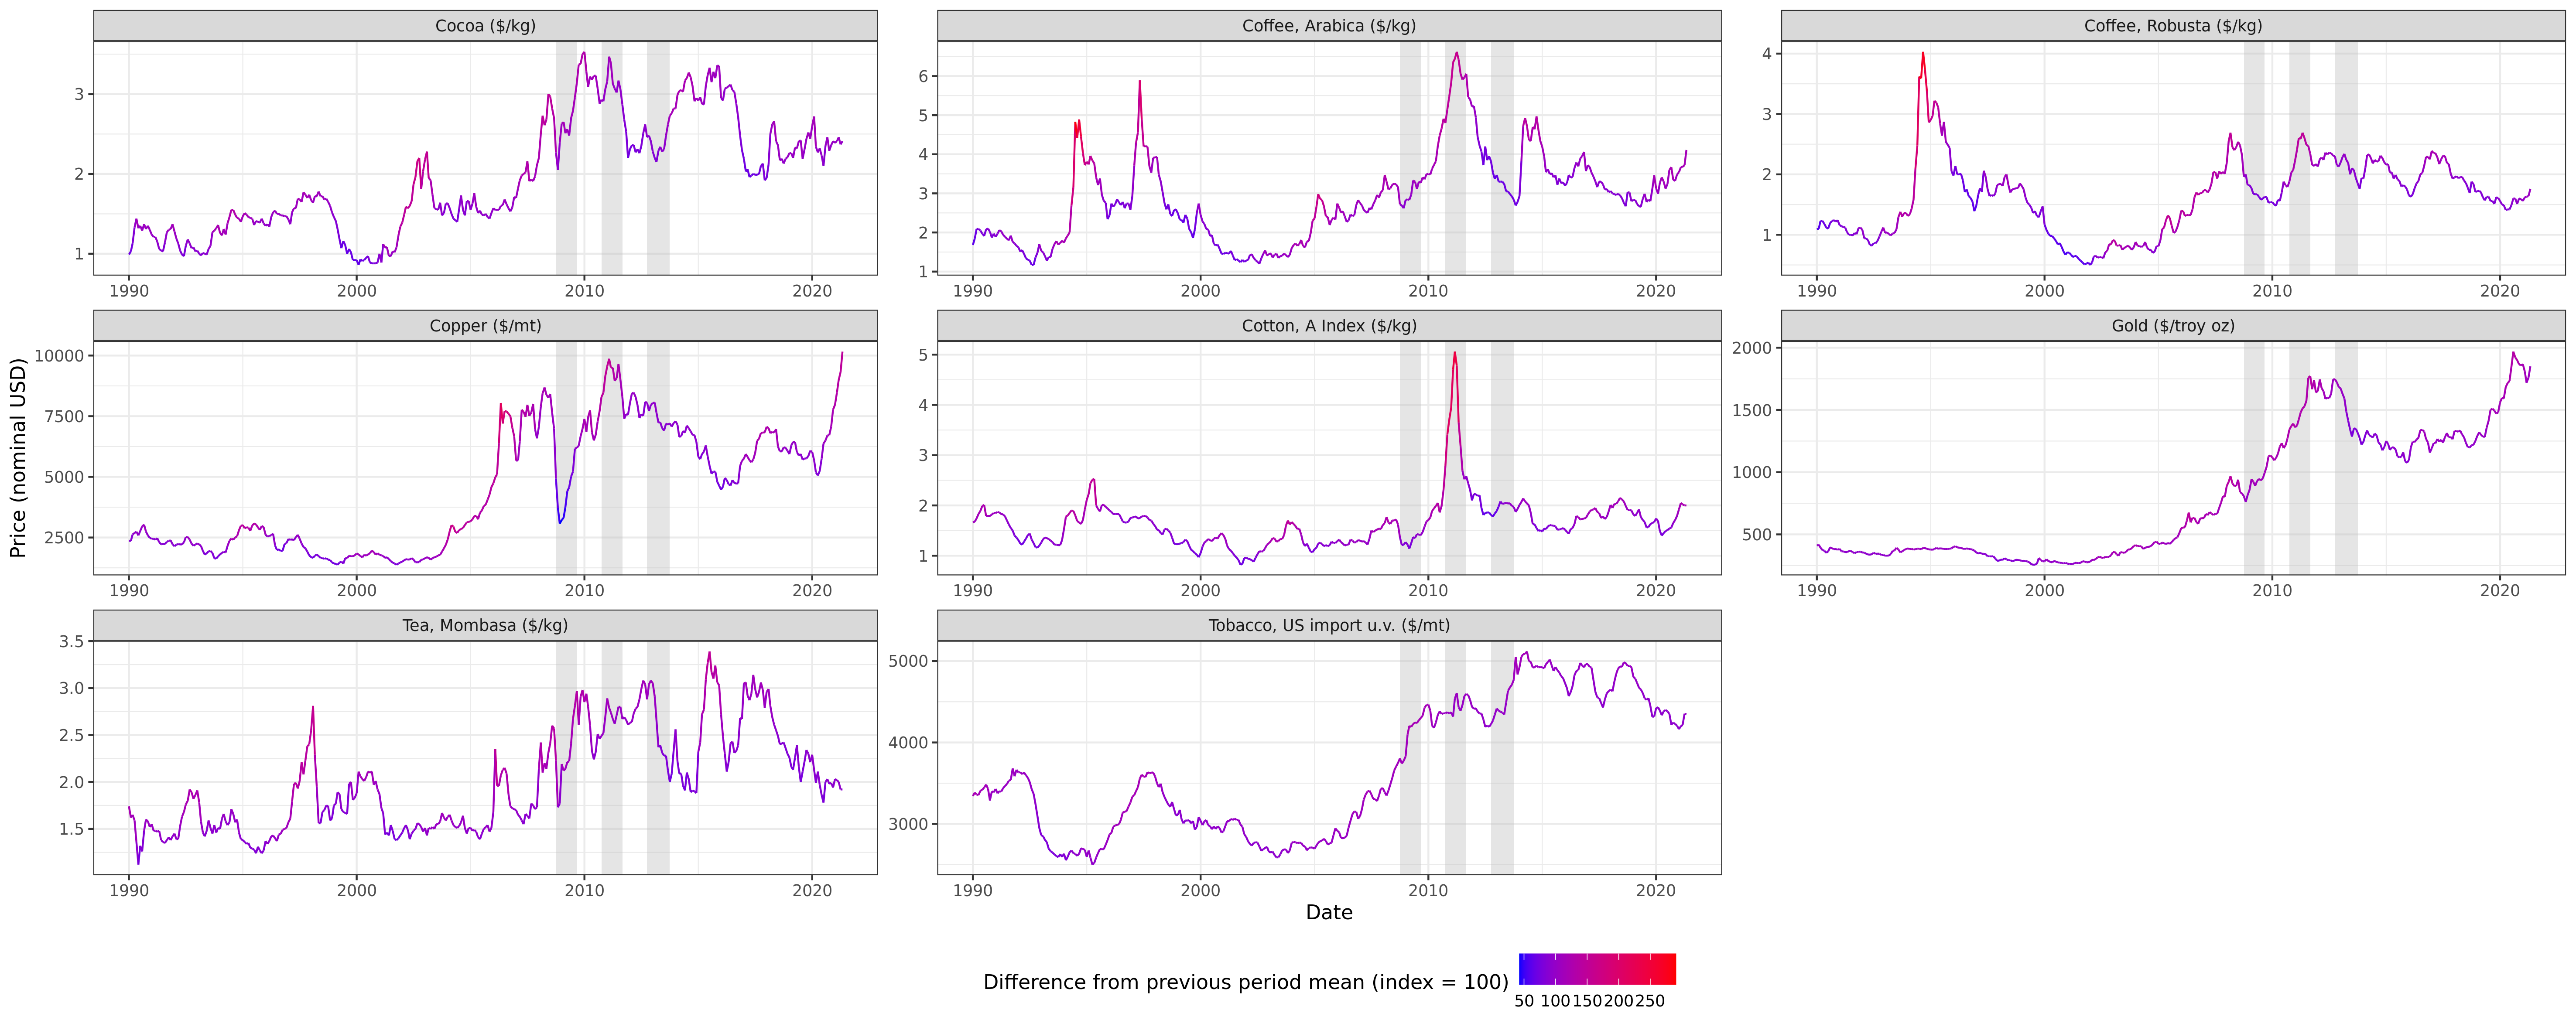 Cocoa ($/kg)
Coffee, Arabica ($/kg)
Coffee, Robusta ($/kg)
3
2
1
1990 2000 2010 2020
6
5
4
3
2
1
1990 2000 2010 2020
4
3
2
1
1990 2000 2010 2020
Price (nominal USD)
Copper ($/mt)
Cotton, A Index ($/kg)
Gold ($/troy oz)
10000
7500
5000
2500
1990 2000 2010 2020
5
4
3
2
1
1990 2000 2010 2020
2000
1500
1000
500
1990 2000 2010 2020
Tea, Mombasa ($/kg)
Tobacco, US import u.v. ($/mt)
3.5
3.0
2.5
2.0
1.5
1990 2000 2010 2020
5000
4000
3000
1990 2000 2010 2020
Date
Difference from previous period mean (index = 100)
50 100 150 200 250